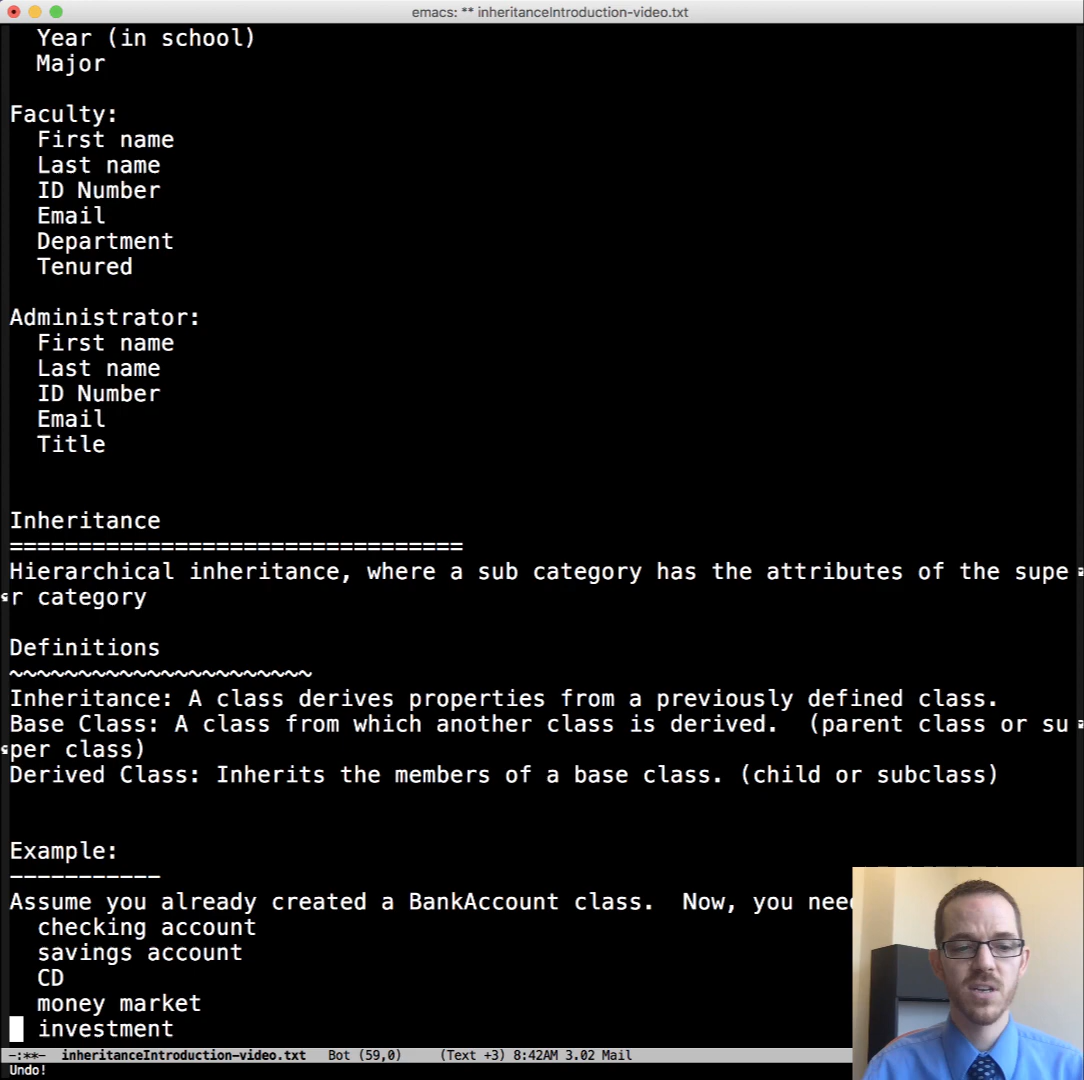 emacs: ** inheritanceIntroduction-video.txt
Year (in school)
Major
Faculty:
First name
Last name
ID Number
Email
Department
Tenured
Administrator:
First name
Last name
ID Number
Email
Title
Inheritance
=================================
Hierarchical inheritance, where a sub category has the attributes of the supe
r category
Definitions
~~~~~~~~~~~~~~~~~~~~~~
Inheritance: A class derives properties from a previously defined class.
Base Class: A class from which another class is derived.  (parent class or su
per class)
Derived Class: Inherits the members of a base class. (child or subclass)
Example:
-----------
Assume you already created a BankAccount class.  Now, you need
checking account
savings account
CD
money market
investment
-:**-  inheritanceIntroduction-video.txt   Bot (59,0)     (Text +3) 8:42AM 3.02 Mail
Undo!